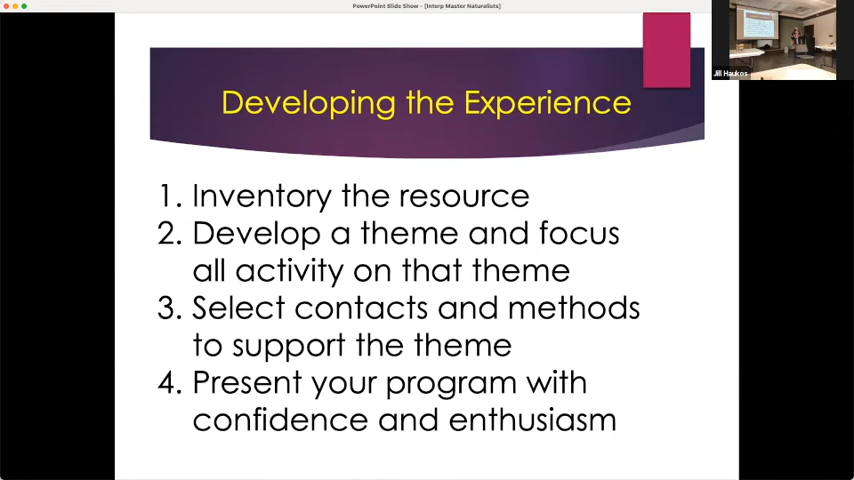 PowerPoint Slide Show - [Interp Master Naturalists]
Jill Haukos
Developing the Experience
1. Inventory the resource
2. Develop a theme and focus
all activity on that theme
3. Select contacts and methods
to support the theme
4. Present your program with
confidence and enthusiasm